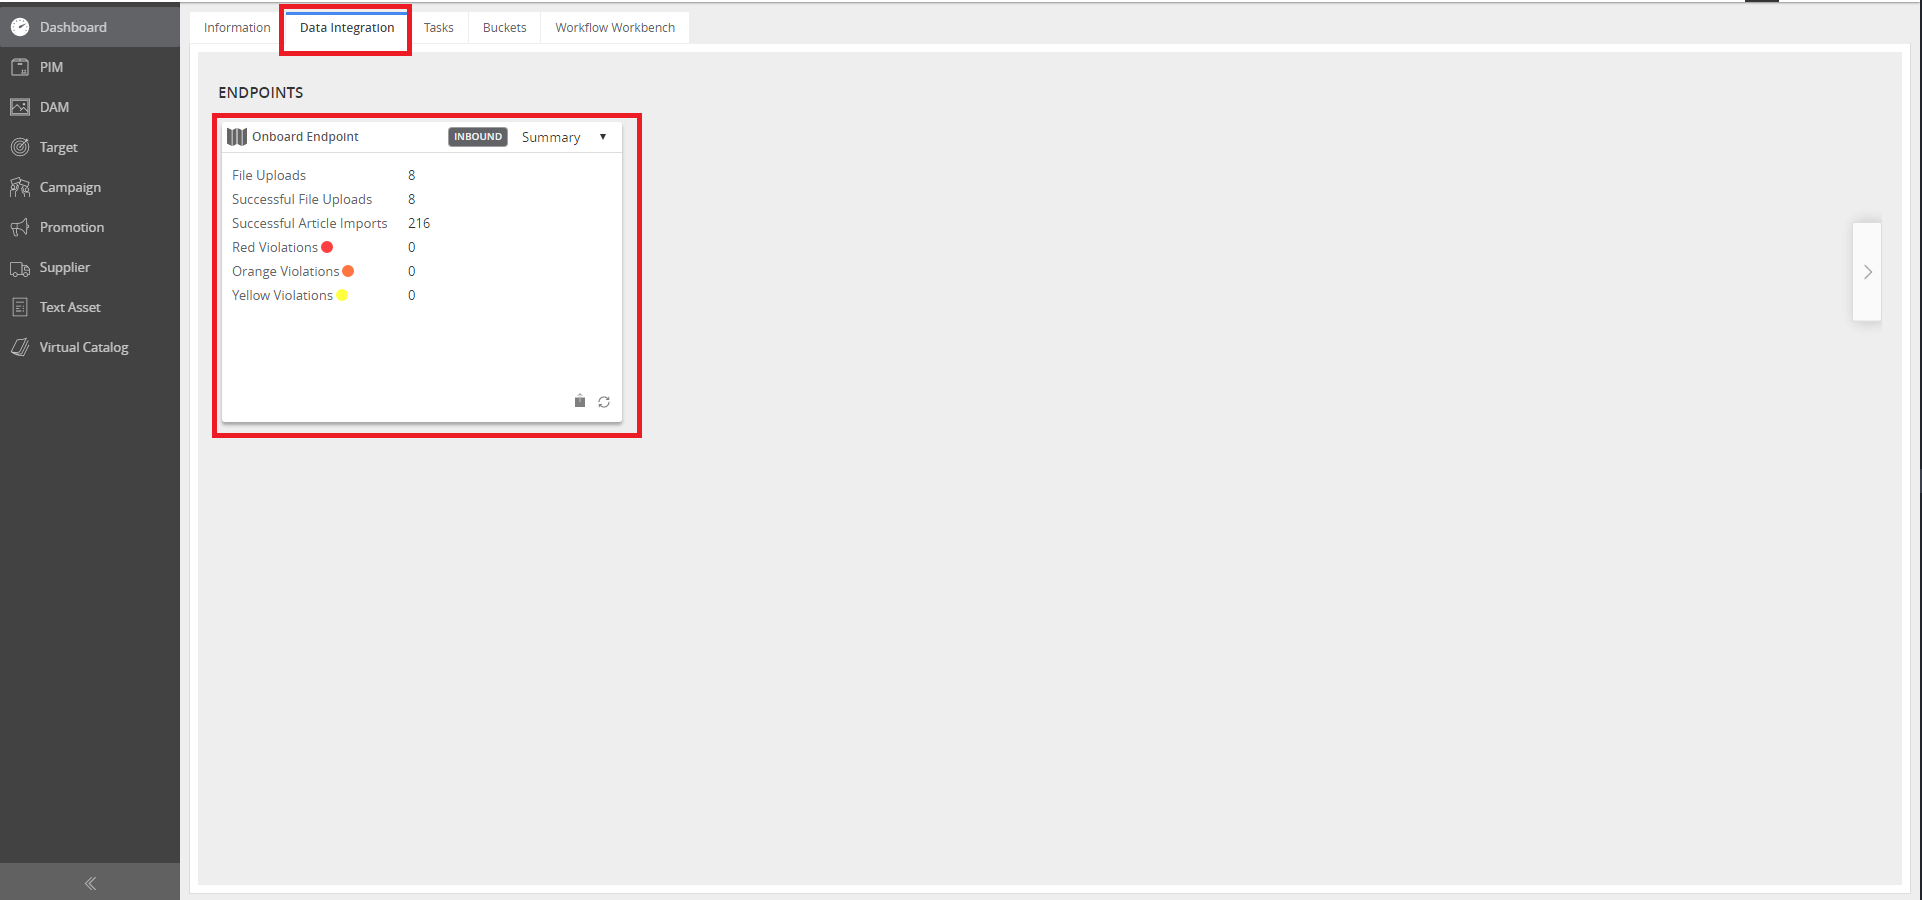 Dashboard
PIM
DAM
Target
Campaign
Promotion
Supplier
Text Asset
Virtual Catalog
Information
Data Integration
Tasks
Buckets
Workflow Workbench
ENDPOINTS
Onboard Endpoint INBOUND Summary
File Uploads 8
Successful File Uploads 8
Successful Article Imports 216
Red Violations 0
Orange Violations 0
Yellow Violations 0